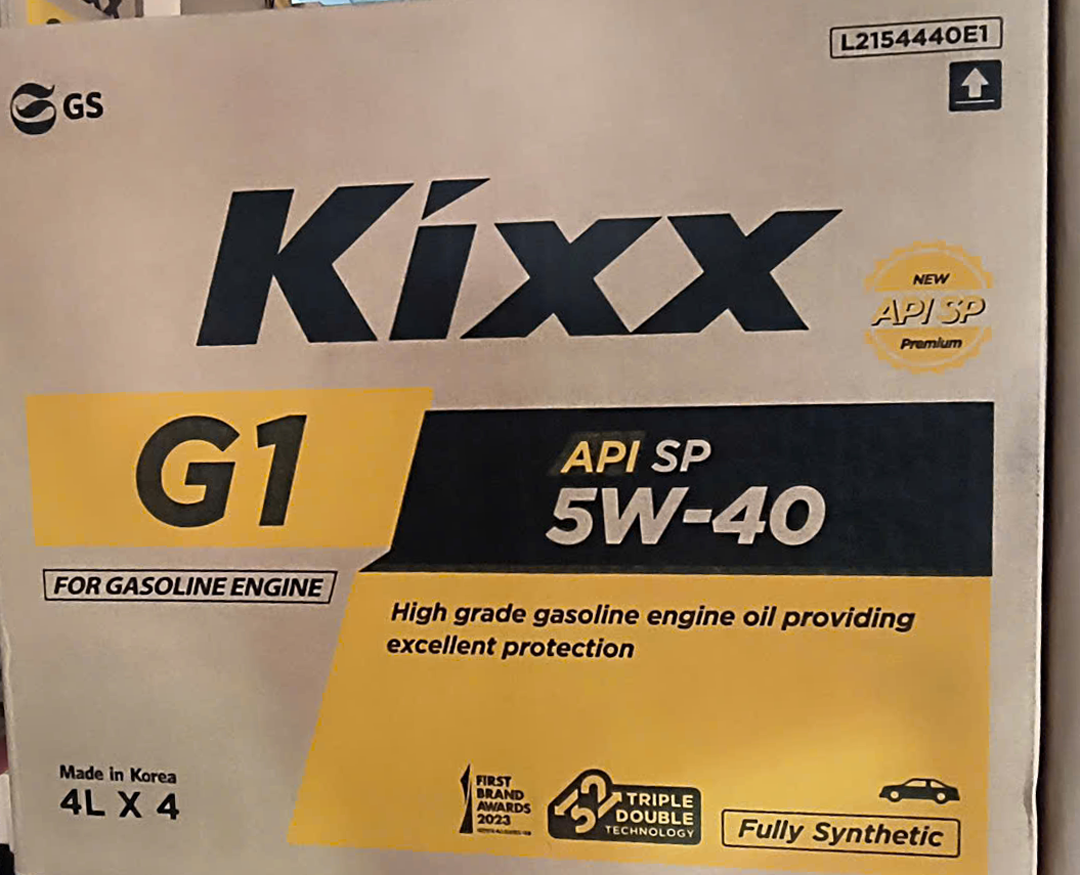 L2154440E1
GS
Kixx
NEW
API SP
Premium
G1
API SP
5W-40
FOR GASOLINE ENGINE
High grade gasoline engine oil providing
excellent protection
Made in Korea
4L X 4
FIRST
BRAND
AWARDS
2023
TRIPLE
DOUBLE
TECHNOLOGY
Fully Synthetic